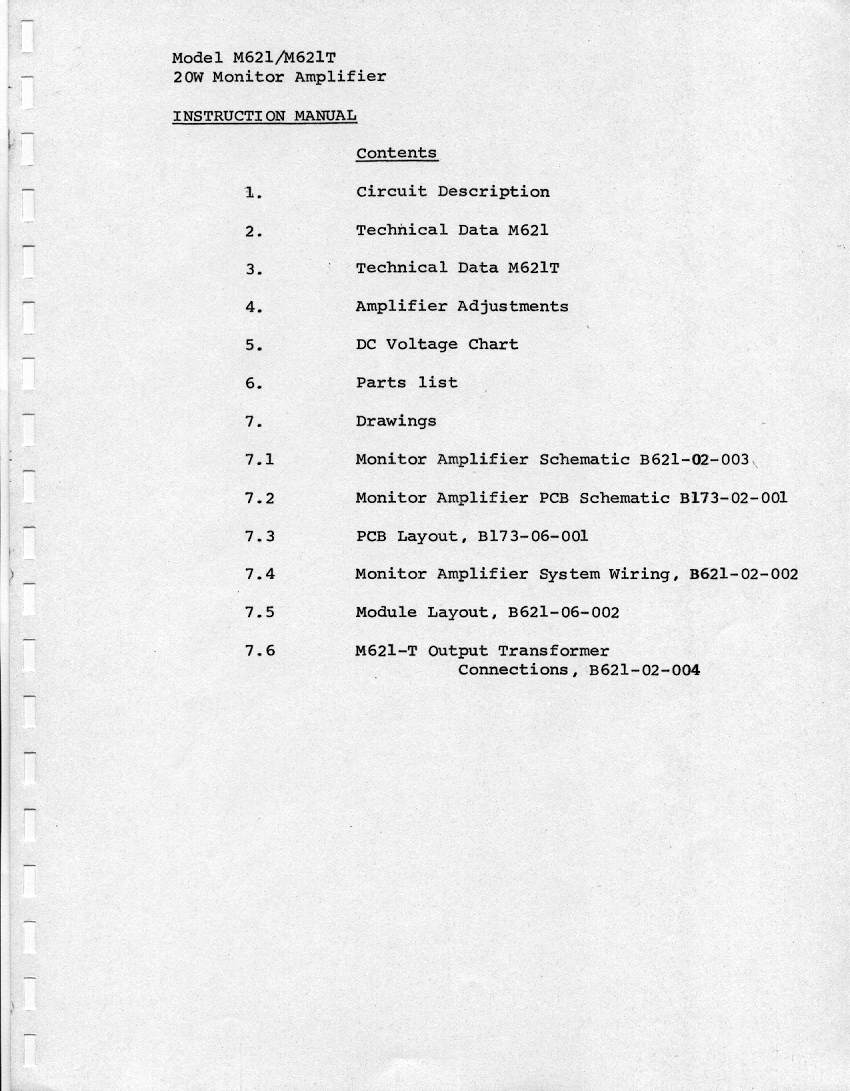 Model M621/M621T
20W Monitor Amplifier
INSTRUCTION MANUAL
Contents
1. Circuit Description
2. Technical Data M621
3. Technical Data M621T
4. Amplifier Adjustments
5. DC Voltage Chart
6. Parts list
7. Drawings
7.1 Monitor Amplifier Schematic B621-02-003
7.2 Monitor Amplifier PCB Schematic B173-02-001
7.3 PCB Layout, B173-06-001
7.4 Monitor Amplifier System Wiring, B621-02-002
7.5 Module Layout, B621-06-002
7.6 M621-T Output Transformer
Connections, B621-02-004